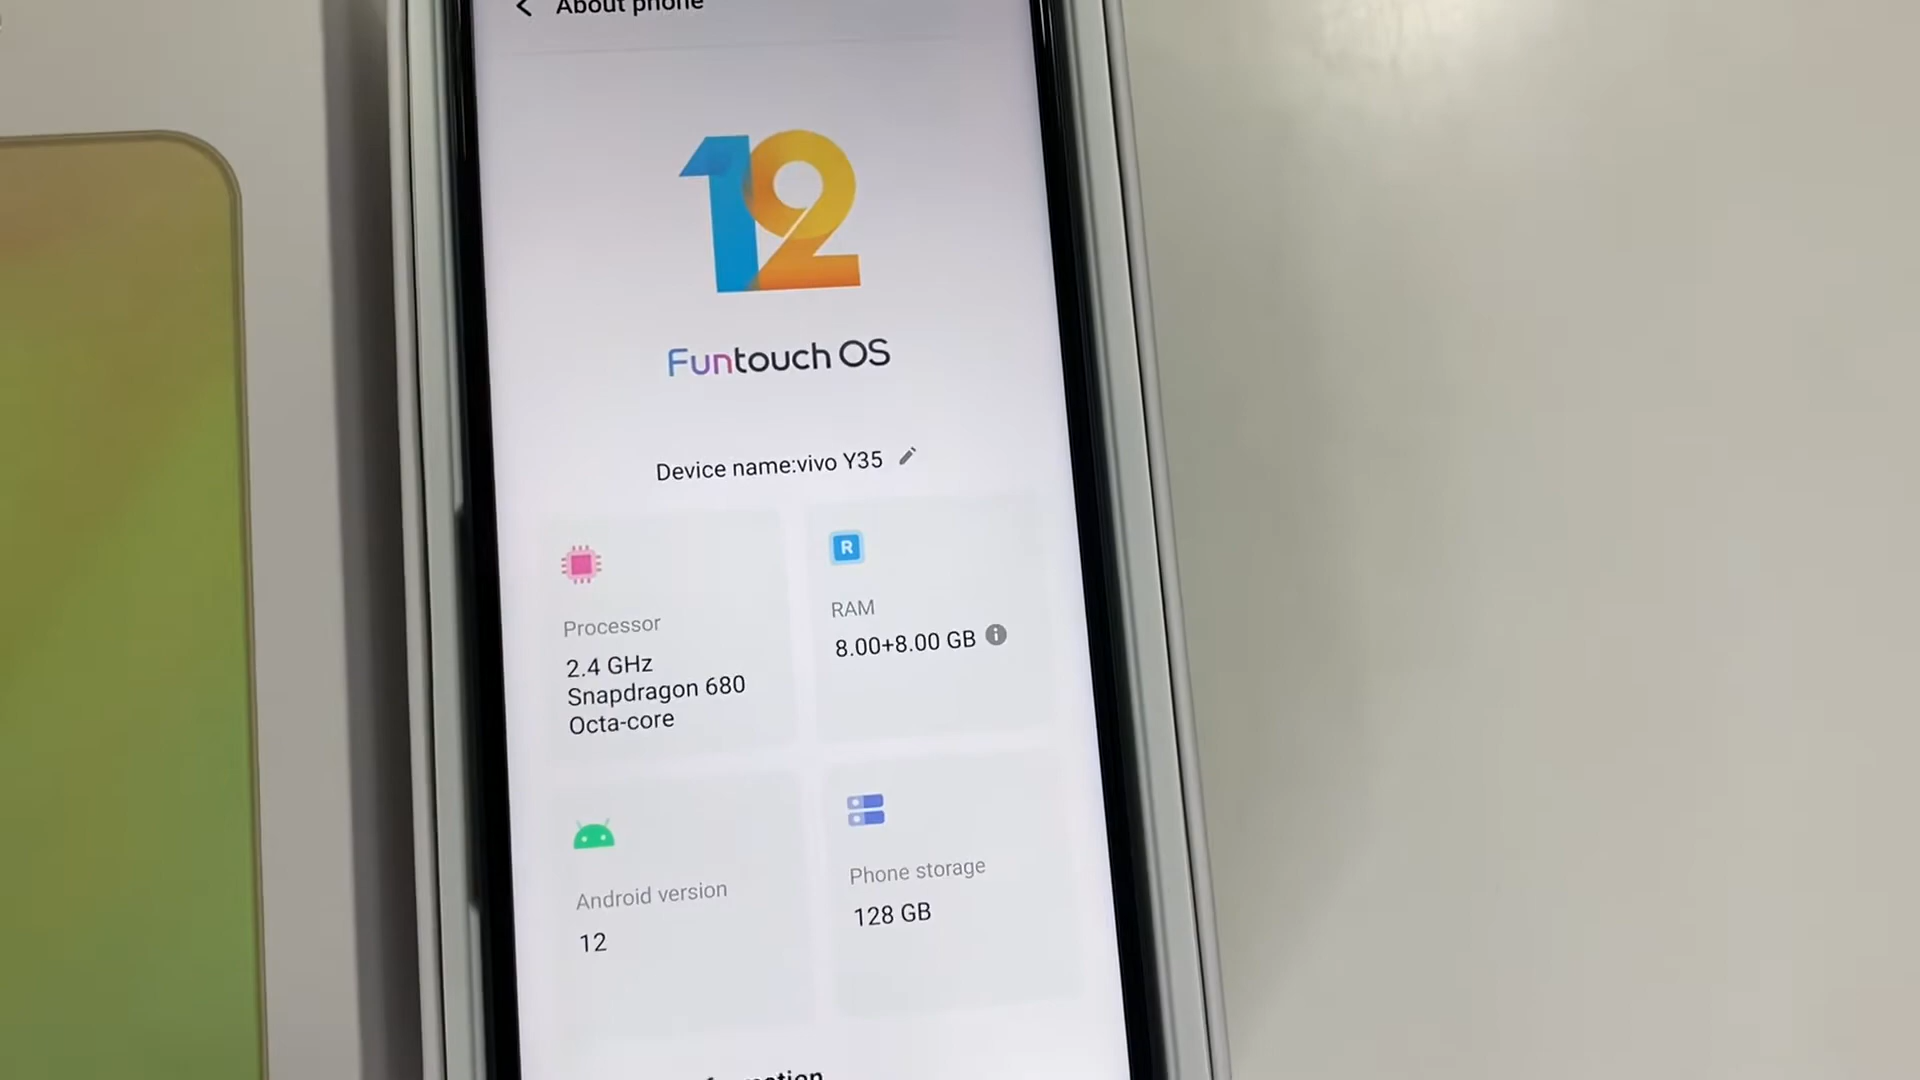 About phone
12
Funtouch OS
Device name:vivo Y35
Processor
2.4 GHz
Snapdragon 680
Octa-core
R
RAM
8.00+8.00 GB
Android version
12
Phone storage
128 GB